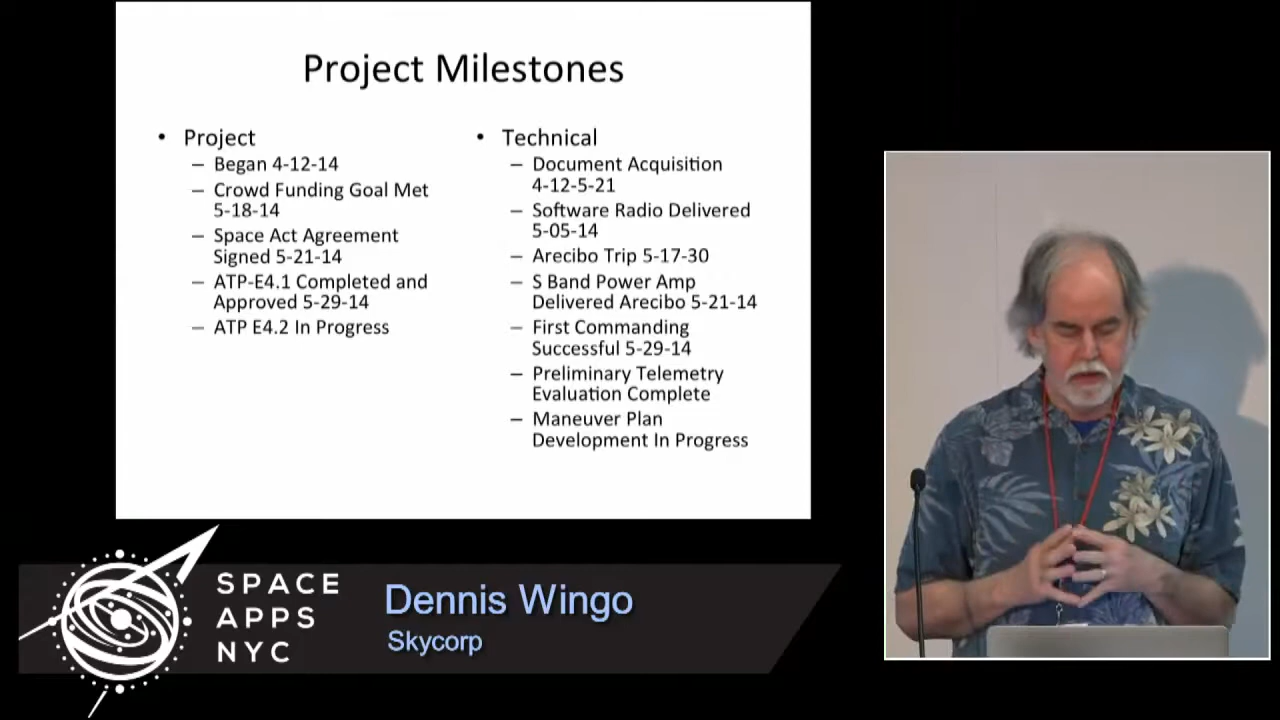 Project Milestones
• Project
– Began 4-12-14
– Crowd Funding Goal Met
5-18-14
– Space Act Agreement
Signed 5-21-14
– ATP-E4.1 Completed and
Approved 5-29-14
– ATP E4.2 In Progress
• Technical
– Document Acquisition
4-12-5-21
– Software Radio Delivered
5-05-14
– Arecibo Trip 5-17-30
– S Band Power Amp
Delivered Arecibo 5-21-14
– First Commanding
Successful 5-29-14
– Preliminary Telemetry
Evaluation Complete
– Maneuver Plan
Development In Progress
SPACE
APPS
NYC
Dennis Wingo
Skycorp